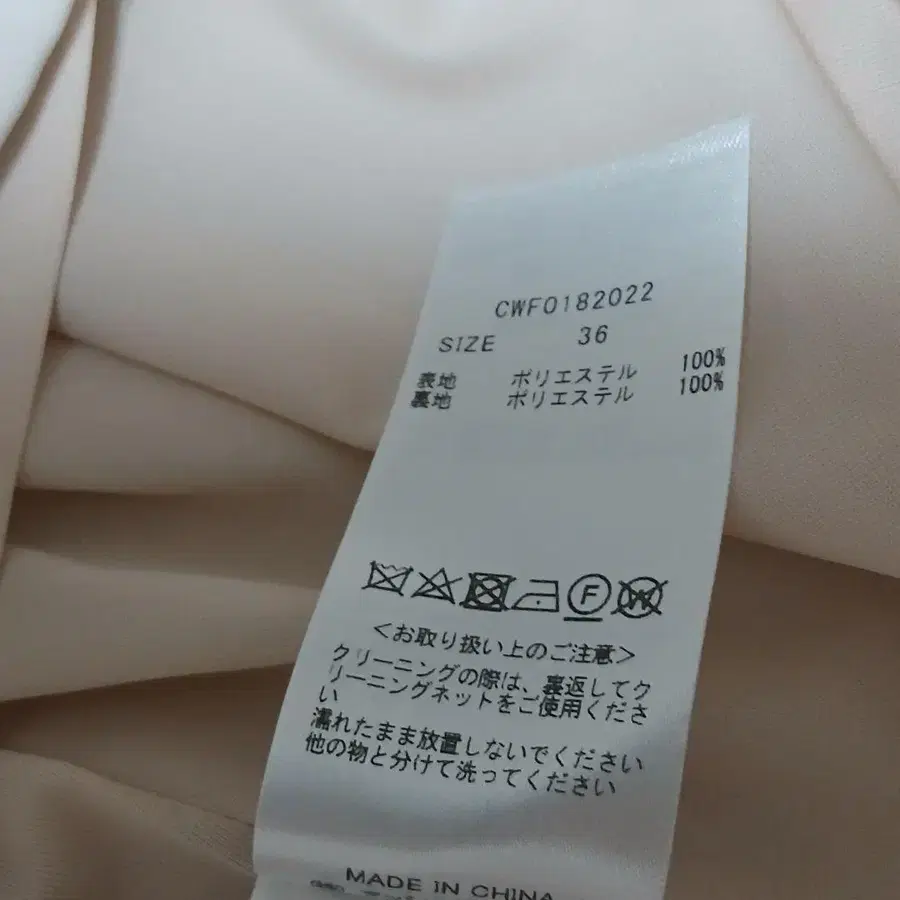 CWF0182022
SIZE 36
表地 ポリエステル 100%
裏地 ポリエステル 100%
F
W
<お取り扱い上のご注意>
クリーニングの際は、裏返してク
リーニングネットをご使用くださ
い
濡れたまま放置しないでください
他の物と分けて洗ってください
MADE IN CHINA